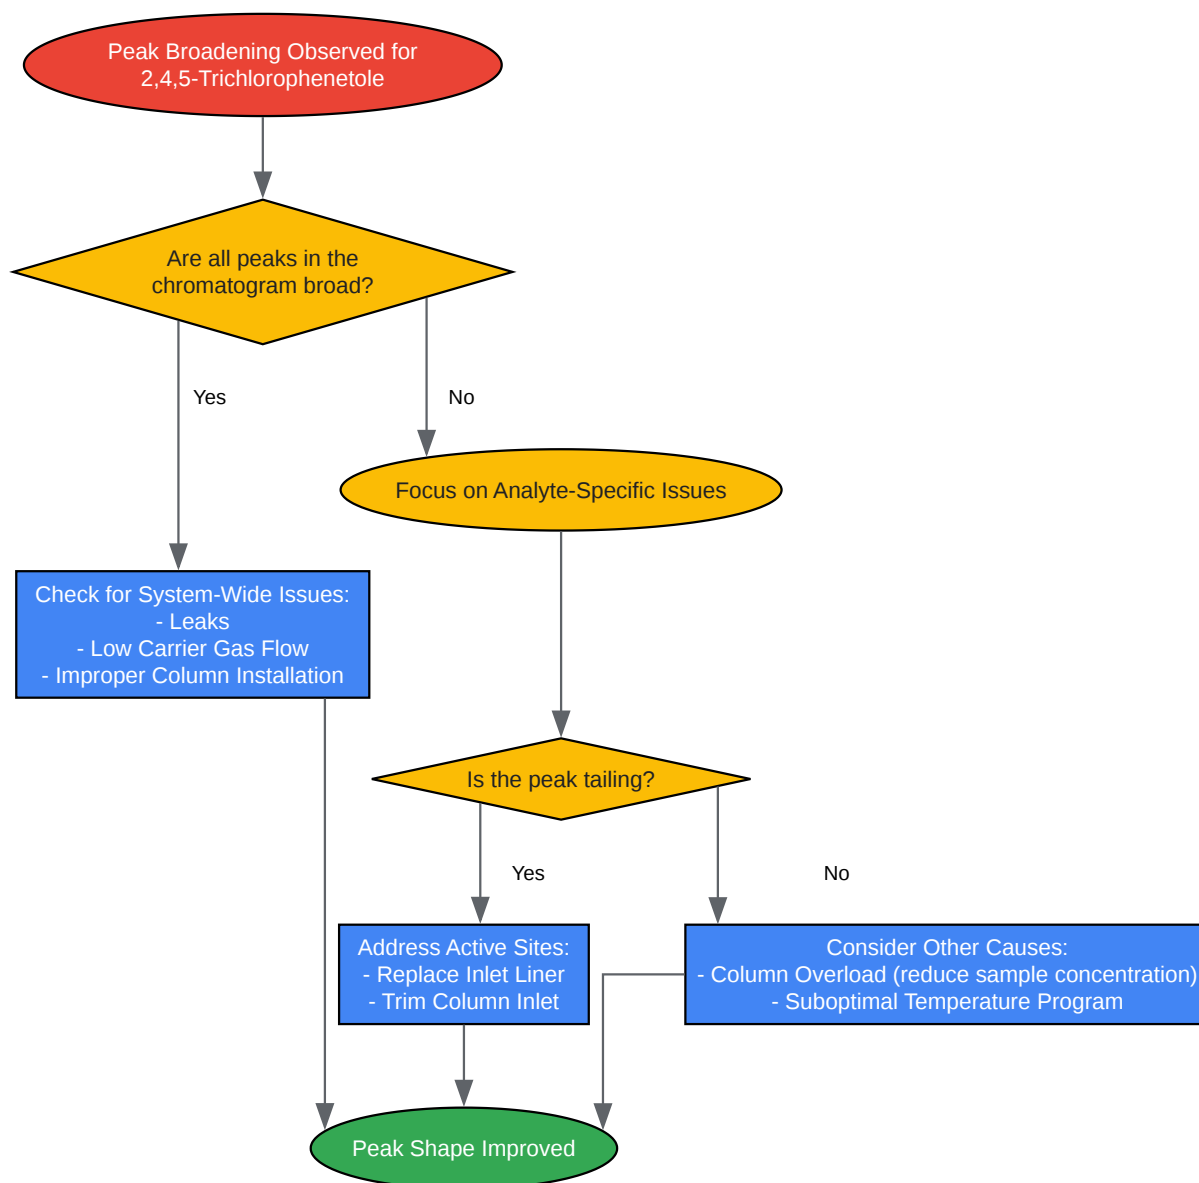 Peak Broadening Observed for
2,4,5-Trichlorophenetole
Are all peaks in the
chromatogram broad?
Yes
No
Focus on Analyte-Specific Issues
Check for System-Wide Issues:
- Leaks
- Low Carrier Gas Flow
- Improper Column Installation
Is the peak tailing?
Yes
No
Address Active Sites:
- Replace Inlet Liner
- Trim Column Inlet
Consider Other Causes:
- Column Overload (reduce sample concentration)
- Suboptimal Temperature Program
Peak Shape Improved